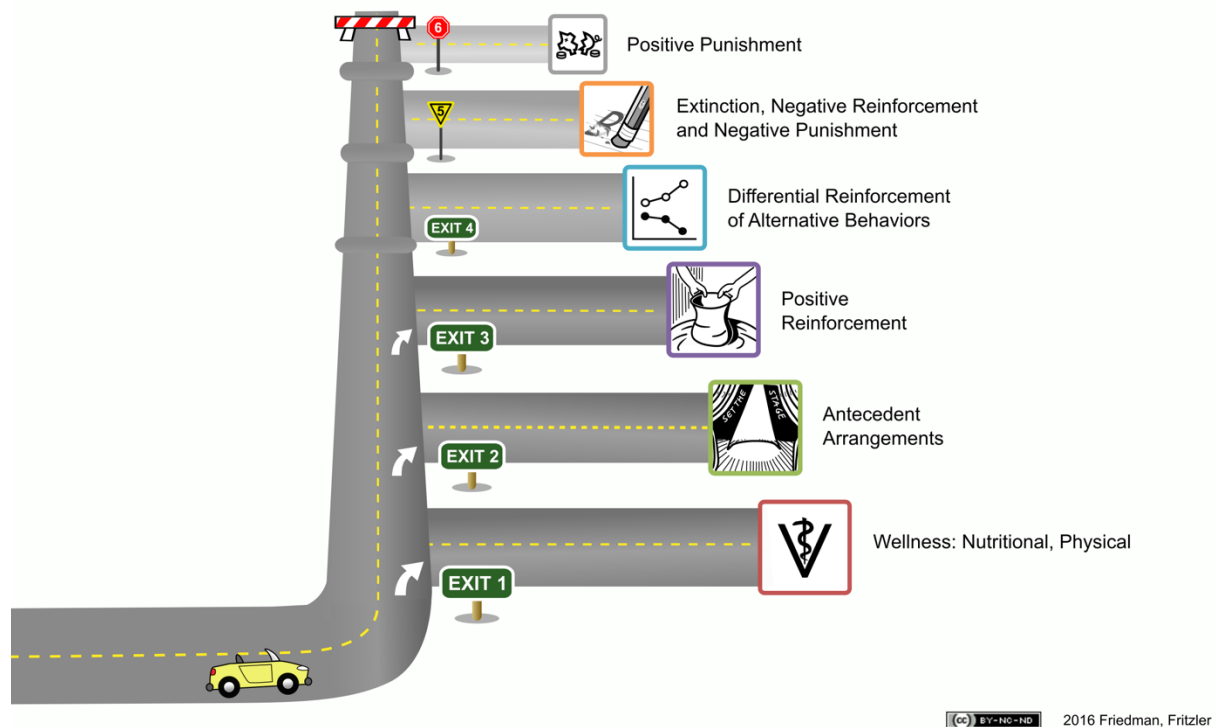 6
Positive Punishment
5
Extinction, Negative Reinforcement
and Negative Punishment
Differential Reinforcement
of Alternative Behaviors
EXIT 4
Positive
Reinforcement
EXIT 3
SET THE STAGE
Antecedent
Arrangements
EXIT 2
V
Wellness: Nutritional, Physical
EXIT 1
cc BY-NC-ND
2016 Friedman, Fritzler